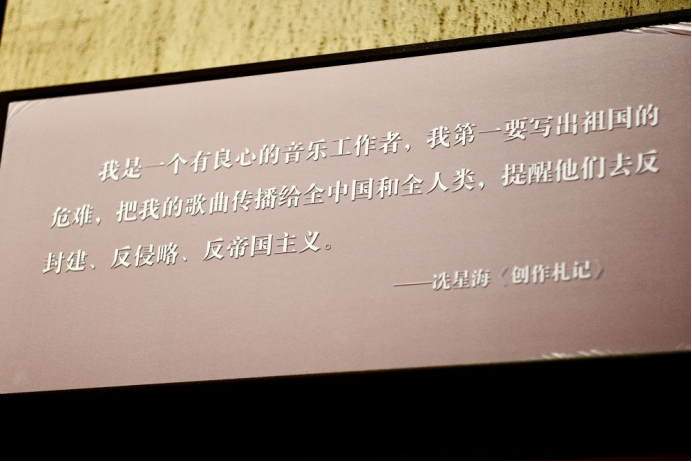 我是一个有良心的音乐工作者，我第一要写出祖国的
危难，把我的歌曲传播给全中国和全人类，提醒他们去反
封建、反侵略、反帝国主义。
——冼星海《创作札记》